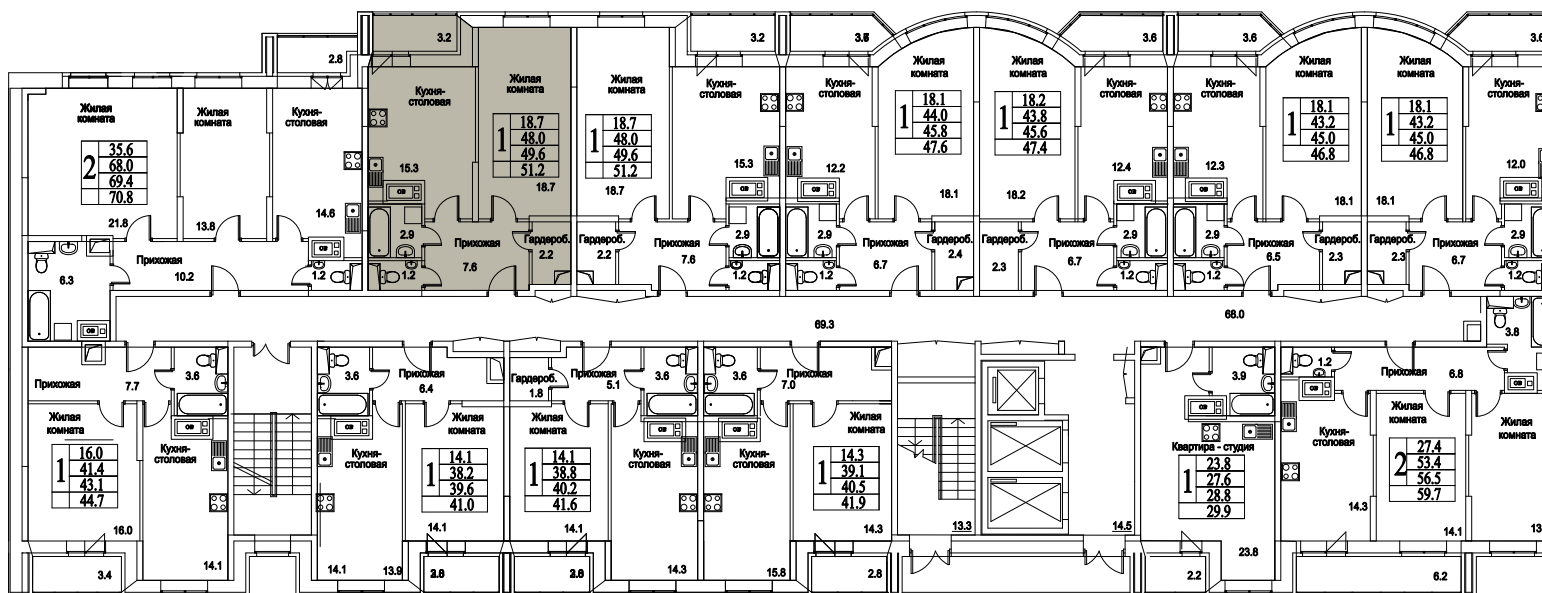 3.2
3.2
3.6
3.6
3.6
2.8
Жилая
комната
Жилая
комната
Кухня-
столовая
Кухня-
столовая
Жилая
комната
Жилая
комната
Кухня-
столовая
Кухня-
столовая
Жилая
комната
Жилая
комната
Кухня-
столовая
Кухня-
столовая
Жилая
комната
Жилая
комната
Кухня-
столовая
2
35.6
68.0
69.4
70.8
1
18.7
48.0
49.6
51.2
1
18.7
48.0
49.6
51.2
1
18.1
44.0
45.8
47.6
1
18.2
43.8
45.6
47.4
1
18.1
43.2
45.0
46.8
1
18.1
43.2
45.0
46.8
21.8
13.8
14.6
15.3
18.7
18.7
15.3
12.2
18.1
18.2
12.4
12.3
18.1
18.1
12.0
ОВ
ОВ
ОВ
ОВ
ОВ
ОВ
ОВ
6.3
Прихожая
10.2
1.2
ОВ
2.9
1.2
Прихожая
7.6
Гардероб.
2.2
Гардероб.
2.2
Прихожая
7.6
2.9
1.2
2.9
1.2
Прихожая
6.7
Гардероб.
2.4
Гардероб.
2.3
Прихожая
6.7
2.9
1.2
2.9
1.2
Прихожая
6.5
Гардероб.
2.3
Гардероб.
2.3
Прихожая
6.7
2.9
1.2
69.3
68.0
3.8
Прихожая
7.7
3.6
3.6
Прихожая
6.4
Гардероб.
1.8
Прихожая
5.1
3.6
3.6
Прихожая
7.0
3.9
1.2
Прихожая
6.8
ОВ
ОВ
ОВ
ОВ
ОВ
ОВ
ОВ
Жилая
комната
Кухня-
столовая
Кухня-
столовая
Жилая
комната
Жилая
комната
Кухня-
столовая
Кухня-
столовая
Жилая
комната
Квартира - студия
Кухня-
столовая
Жилая
комната
Жилая
комната
1
16.0
41.4
43.1
44.7
1
14.1
38.2
39.6
41.0
1
14.1
38.8
40.2
41.6
1
14.3
39.1
40.5
41.9
1
23.8
27.6
28.8
29.9
2
27.4
53.4
56.5
59.7
16.0
14.1
14.1
13.9
14.1
14.1
14.3
15.8
14.3
13.3
14.5
23.8
14.3
14.1
3.4
2.8
2.2
6.2